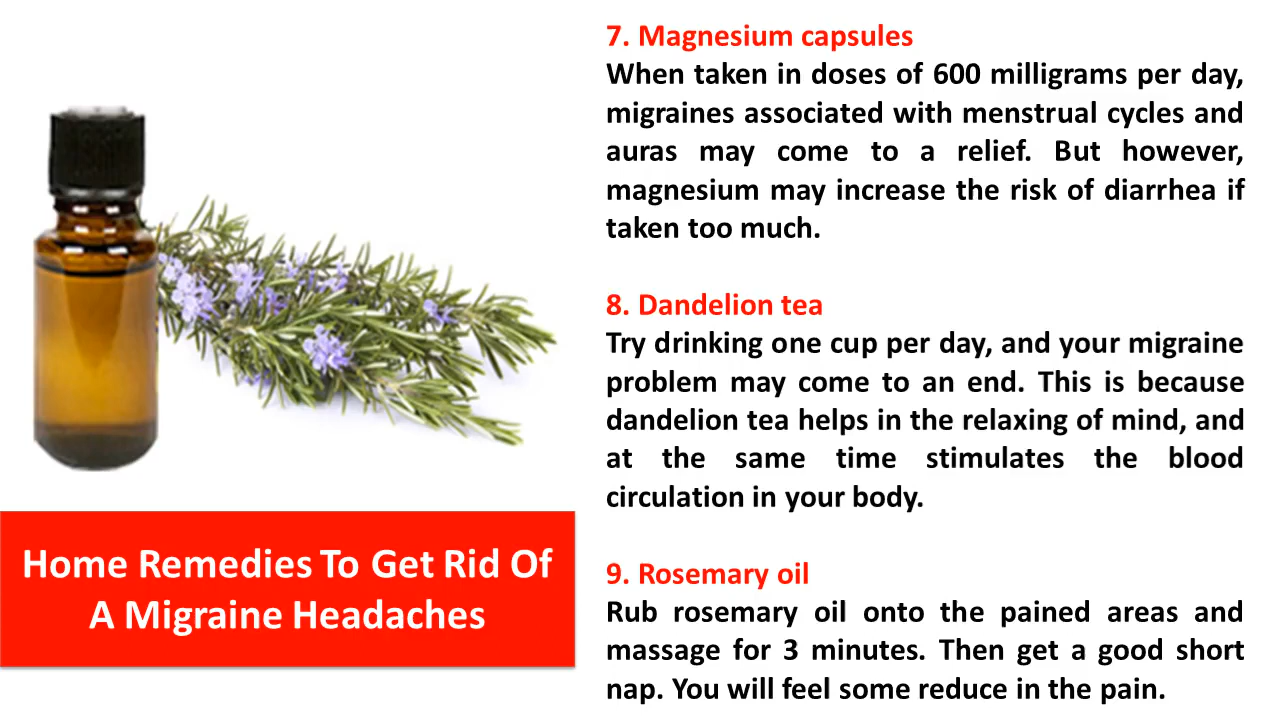 7. Magnesium capsules
When taken in doses of 600 milligrams per day,
migraines associated with menstrual cycles and
auras may come to a relief. But however,
magnesium may increase the risk of diarrhea if
taken too much.
8. Dandelion tea
Try drinking one cup per day, and your migraine
problem may come to an end. This is because
dandelion tea helps in the relaxing of mind, and
at the same time stimulates the blood
circulation in your body.
9. Rosemary oil
Rub rosemary oil onto the pained areas and
massage for 3 minutes. Then get a good short
nap. You will feel some reduce in the pain.
Home Remedies To Get Rid Of
A Migraine Headaches